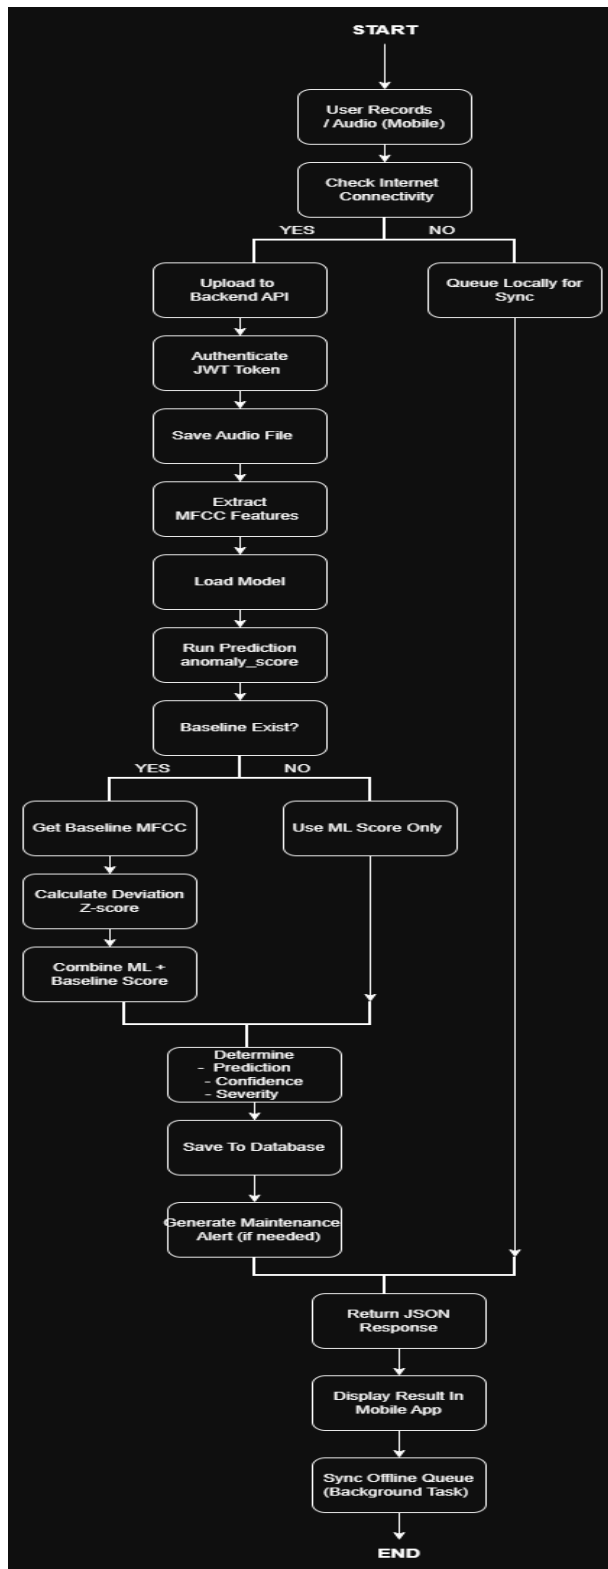 START
User Records
/ Audio (Mobile)
Check Internet
Connectivity
YES
NO
Upload to
Backend API
Queue Locally for
Sync
Authenticate
JWT Token
Save Audio File
Extract
MFCC Features
Load Model
Run Prediction
anomaly_score
Baseline Exist?
YES
NO
Get Baseline MFCC
Use ML Score Only
Calculate Deviation
Z-score
Combine ML +
Baseline Score
Determine
- Prediction
- Confidence
- Severity
Save To Database
Generate Maintenance
Alert (if needed)
Return JSON
Response
Display Result In
Mobile App
Sync Offline Queue
(Background Task)
END